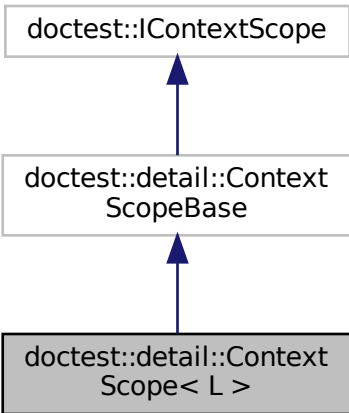 doctest::IContextScope
doctest::detail::Context
ScopeBase
doctest::detail::Context
Scope< L >